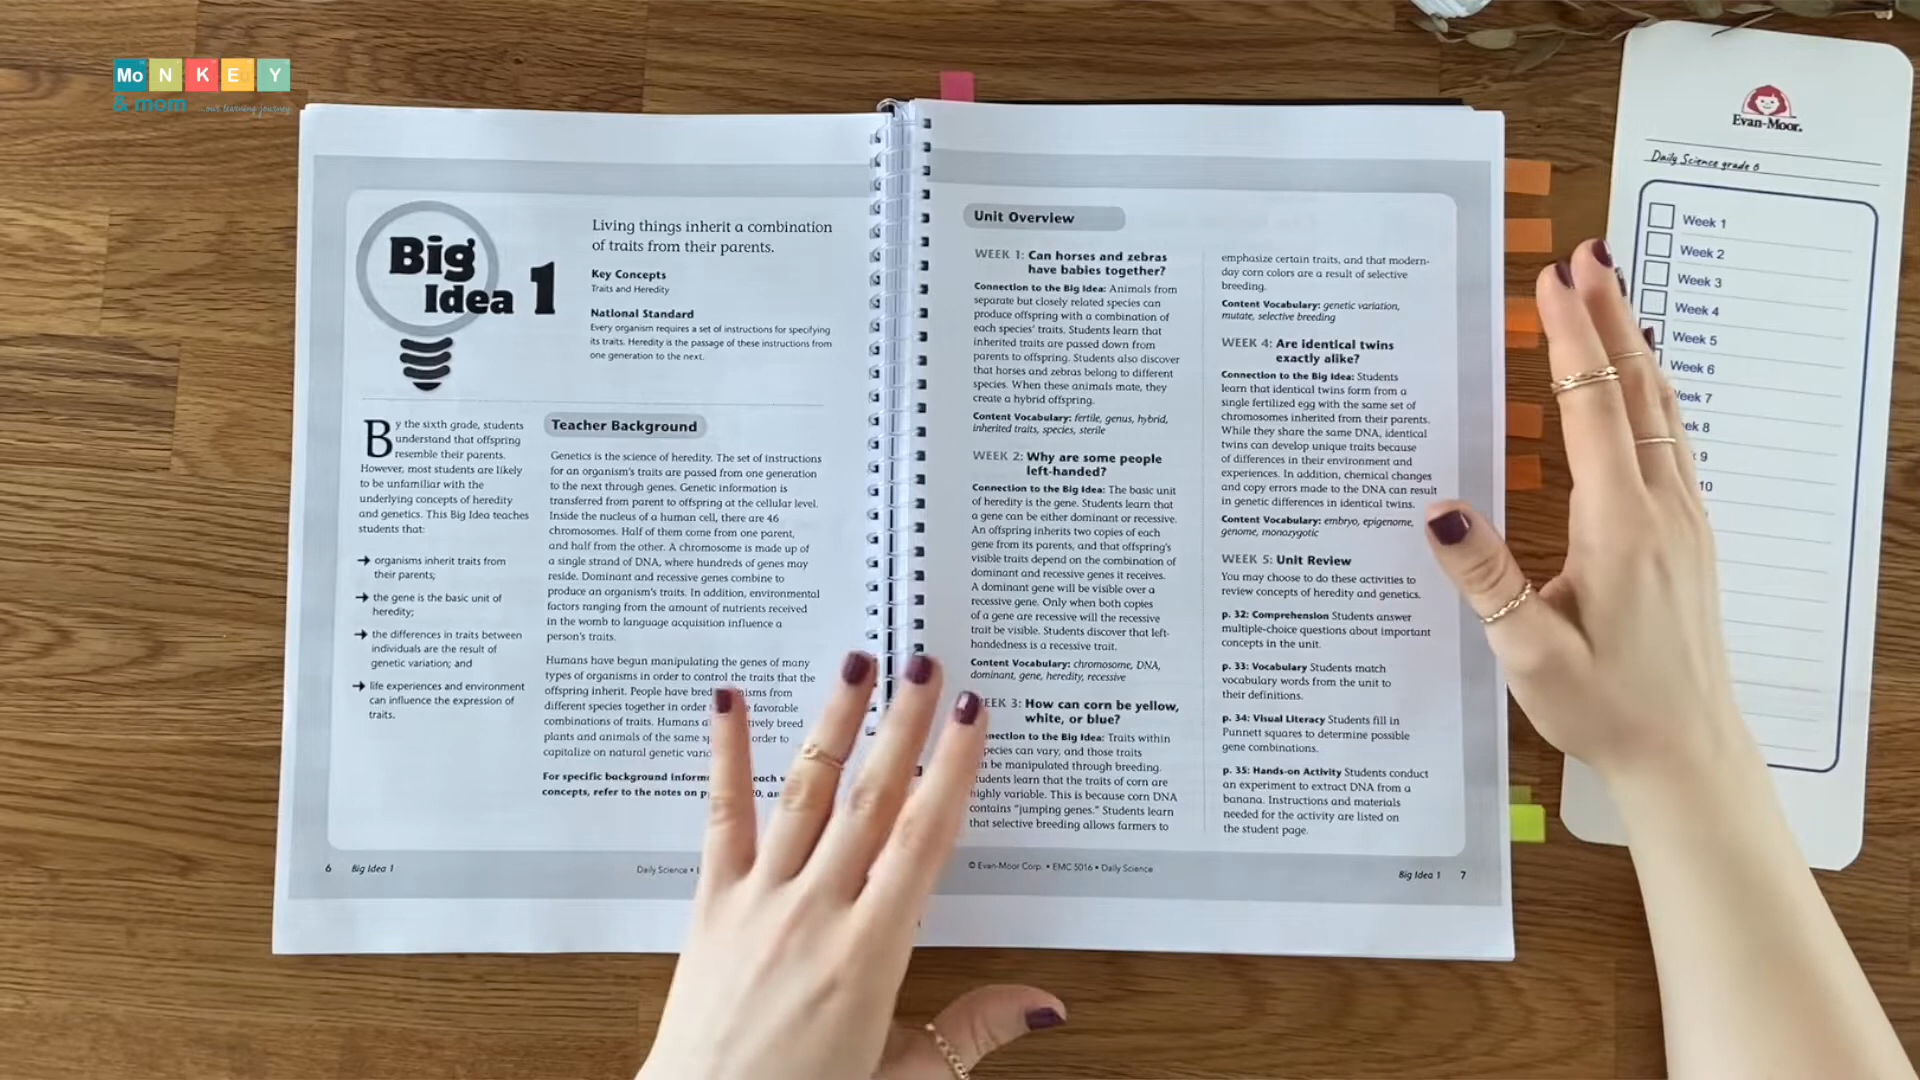 MoNKEY
& mom our learning journey
Big
Idea 1
Living things inherit a combination
of traits from their parents.
Key Concepts
Traits and Heredity
National Standard
Every organism requires a set of instructions for specifying
its traits. Heredity is the passage of these instructions from
one generation to the next.
By the sixth grade, students
understand that offspring
resemble their parents.
However, most students are likely
to be unfamiliar with the
underlying concepts of heredity
and genetics. This Big Idea teaches
students that:
→ organisms inherit traits from
their parents;
→ the gene is the basic unit of
heredity;
→ the differences in traits between
individuals are the result of
genetic variation; and
→ life experiences and environment
can influence the expression of
traits.
Teacher Background
Genetics is the science of heredity. The set of instructions
for an organism's traits are passed from one generation
to the next through genes. Genetic information is
transferred from parent to offspring at the cellular level.
Inside the nucleus of a human cell, there are 46
chromosomes. Half of them come from one parent,
and half from the other. A chromosome is made up of
a single strand of DNA, where hundreds of genes may
reside. Dominant and recessive genes combine to
produce an organism's traits. In addition, environmental
factors ranging from the amount of nutrients received
in the womb to language acquisition influence a
person's traits.
Humans have begun manipulating the genes of many
types of organisms in order to control the traits that the
offspring inherit. People have bred isms from
different species together in order favorable
combinations of traits. Humans tively breed
plants and animals of the same order to
capitalize on natural genetic
For specific background each
concepts, refer to the notes on
6 Big Idea 1
Daily Science •
Unit Overview
WEEK 1: Can horses and zebras
have babies together?
Connection to the Big Idea: Animals from
separate but closely related species can
produce offspring with a combination of
each species' traits. Students learn that
inherited traits are passed down from
parents to offspring. Students also discover
that horses and zebras belong to different
species. When these animals mate, they
create a hybrid offspring.
Content Vocabulary: fertile, genus, hybrid,
inherited traits, species, sterile
WEEK 2: Why are some people
left-handed?
Connection to the Big Idea: The basic unit
of heredity is the gene. Students learn that
a gene can be either dominant or recessive.
An offspring inherits two copies of each
gene from its parents, and that offspring's
visible traits depend on the combination of
dominant and recessive genes it receives.
A dominant gene will be visible over a
recessive gene. Only when both copies
of a gene are recessive will the recessive
trait be visible. Students discover that left-
handedness is a recessive trait.
Content Vocabulary: chromosome, DNA,
dominant, gene, heredity, recessive
EEK 3: How can corn be yellow,
white, or blue?
nnection to the Big Idea: Traits within
pecies can vary, and those traits
n be manipulated through breeding.
tudents learn that the traits of corn are
highly variable. This is because corn DNA
contains "jumping genes." Students learn
that selective breeding allows farmers to
emphasize certain traits, and that modern-
day corn colors are a result of selective
breeding.
Content Vocabulary: genetic variation,
mutate, selective breeding
WEEK 4: Are identical twins
exactly alike?
Connection to the Big Idea: Students
learn that identical twins form from a
single fertilized egg with the same set of
chromosomes inherited from their parents.
While they share the same DNA, identical
twins can develop unique traits because
of differences in their environment and
experiences. In addition, chemical changes
and copy errors made to the DNA can result
in genetic differences in identical twins.
Content Vocabulary: embryo, epigenome,
genome, monozygotic
WEEK 5: Unit Review
You may choose to do these activities to
review concepts of heredity and genetics.
p. 32: Comprehension Students answer
multiple-choice questions about important
concepts in the unit.
p. 33: Vocabulary Students match
vocabulary words from the unit to
their definitions.
p. 34: Visual Literacy Students fill in
Punnett squares to determine possible
gene combinations.
p. 35: Hands-on Activity Students conduct
an experiment to extract DNA from a
banana. Instructions and materials
needed for the activity are listed on
the student page.
© Evan-Moor Corp. • EMC 5016 • Daily Science
Big Idea 1 7
Evan-Moor.
Daily Science grade 6
Week 1
Week 2
Week 3
Week 4
Week 5
Week 6
eek 7
ek 8
9
10